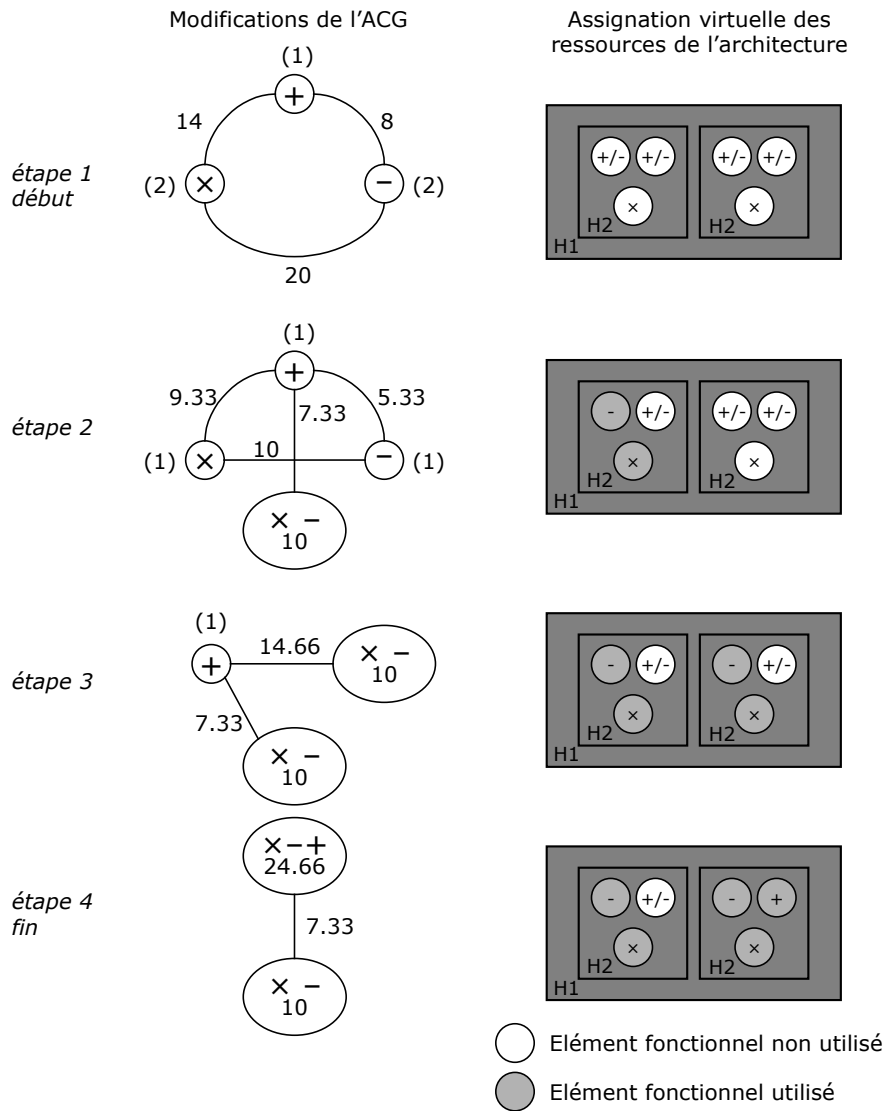 Modifications de l'ACG
Assignation virtuelle des
ressources de l'architecture
étape 1
début
(1)
+
14
8
(2)
×
−
(2)
20
+/- +/- +/- +/-
× ×
H2 H2
H1
étape 2
(1)
+
9.33
7.33
5.33
(1)
×
10
−
(1)
× −
10
- +/- +/- +/-
× ×
H2 H2
H1
étape 3
(1)
+
14.66
× −
10
7.33
× −
10
- +/- - +/-
× ×
H2 H2
H1
étape 4
fin
×−+
24.66
7.33
× −
10
- +/- - +
× ×
H2 H2
H1
Elément fonctionnel non utilisé
Elément fonctionnel utilisé